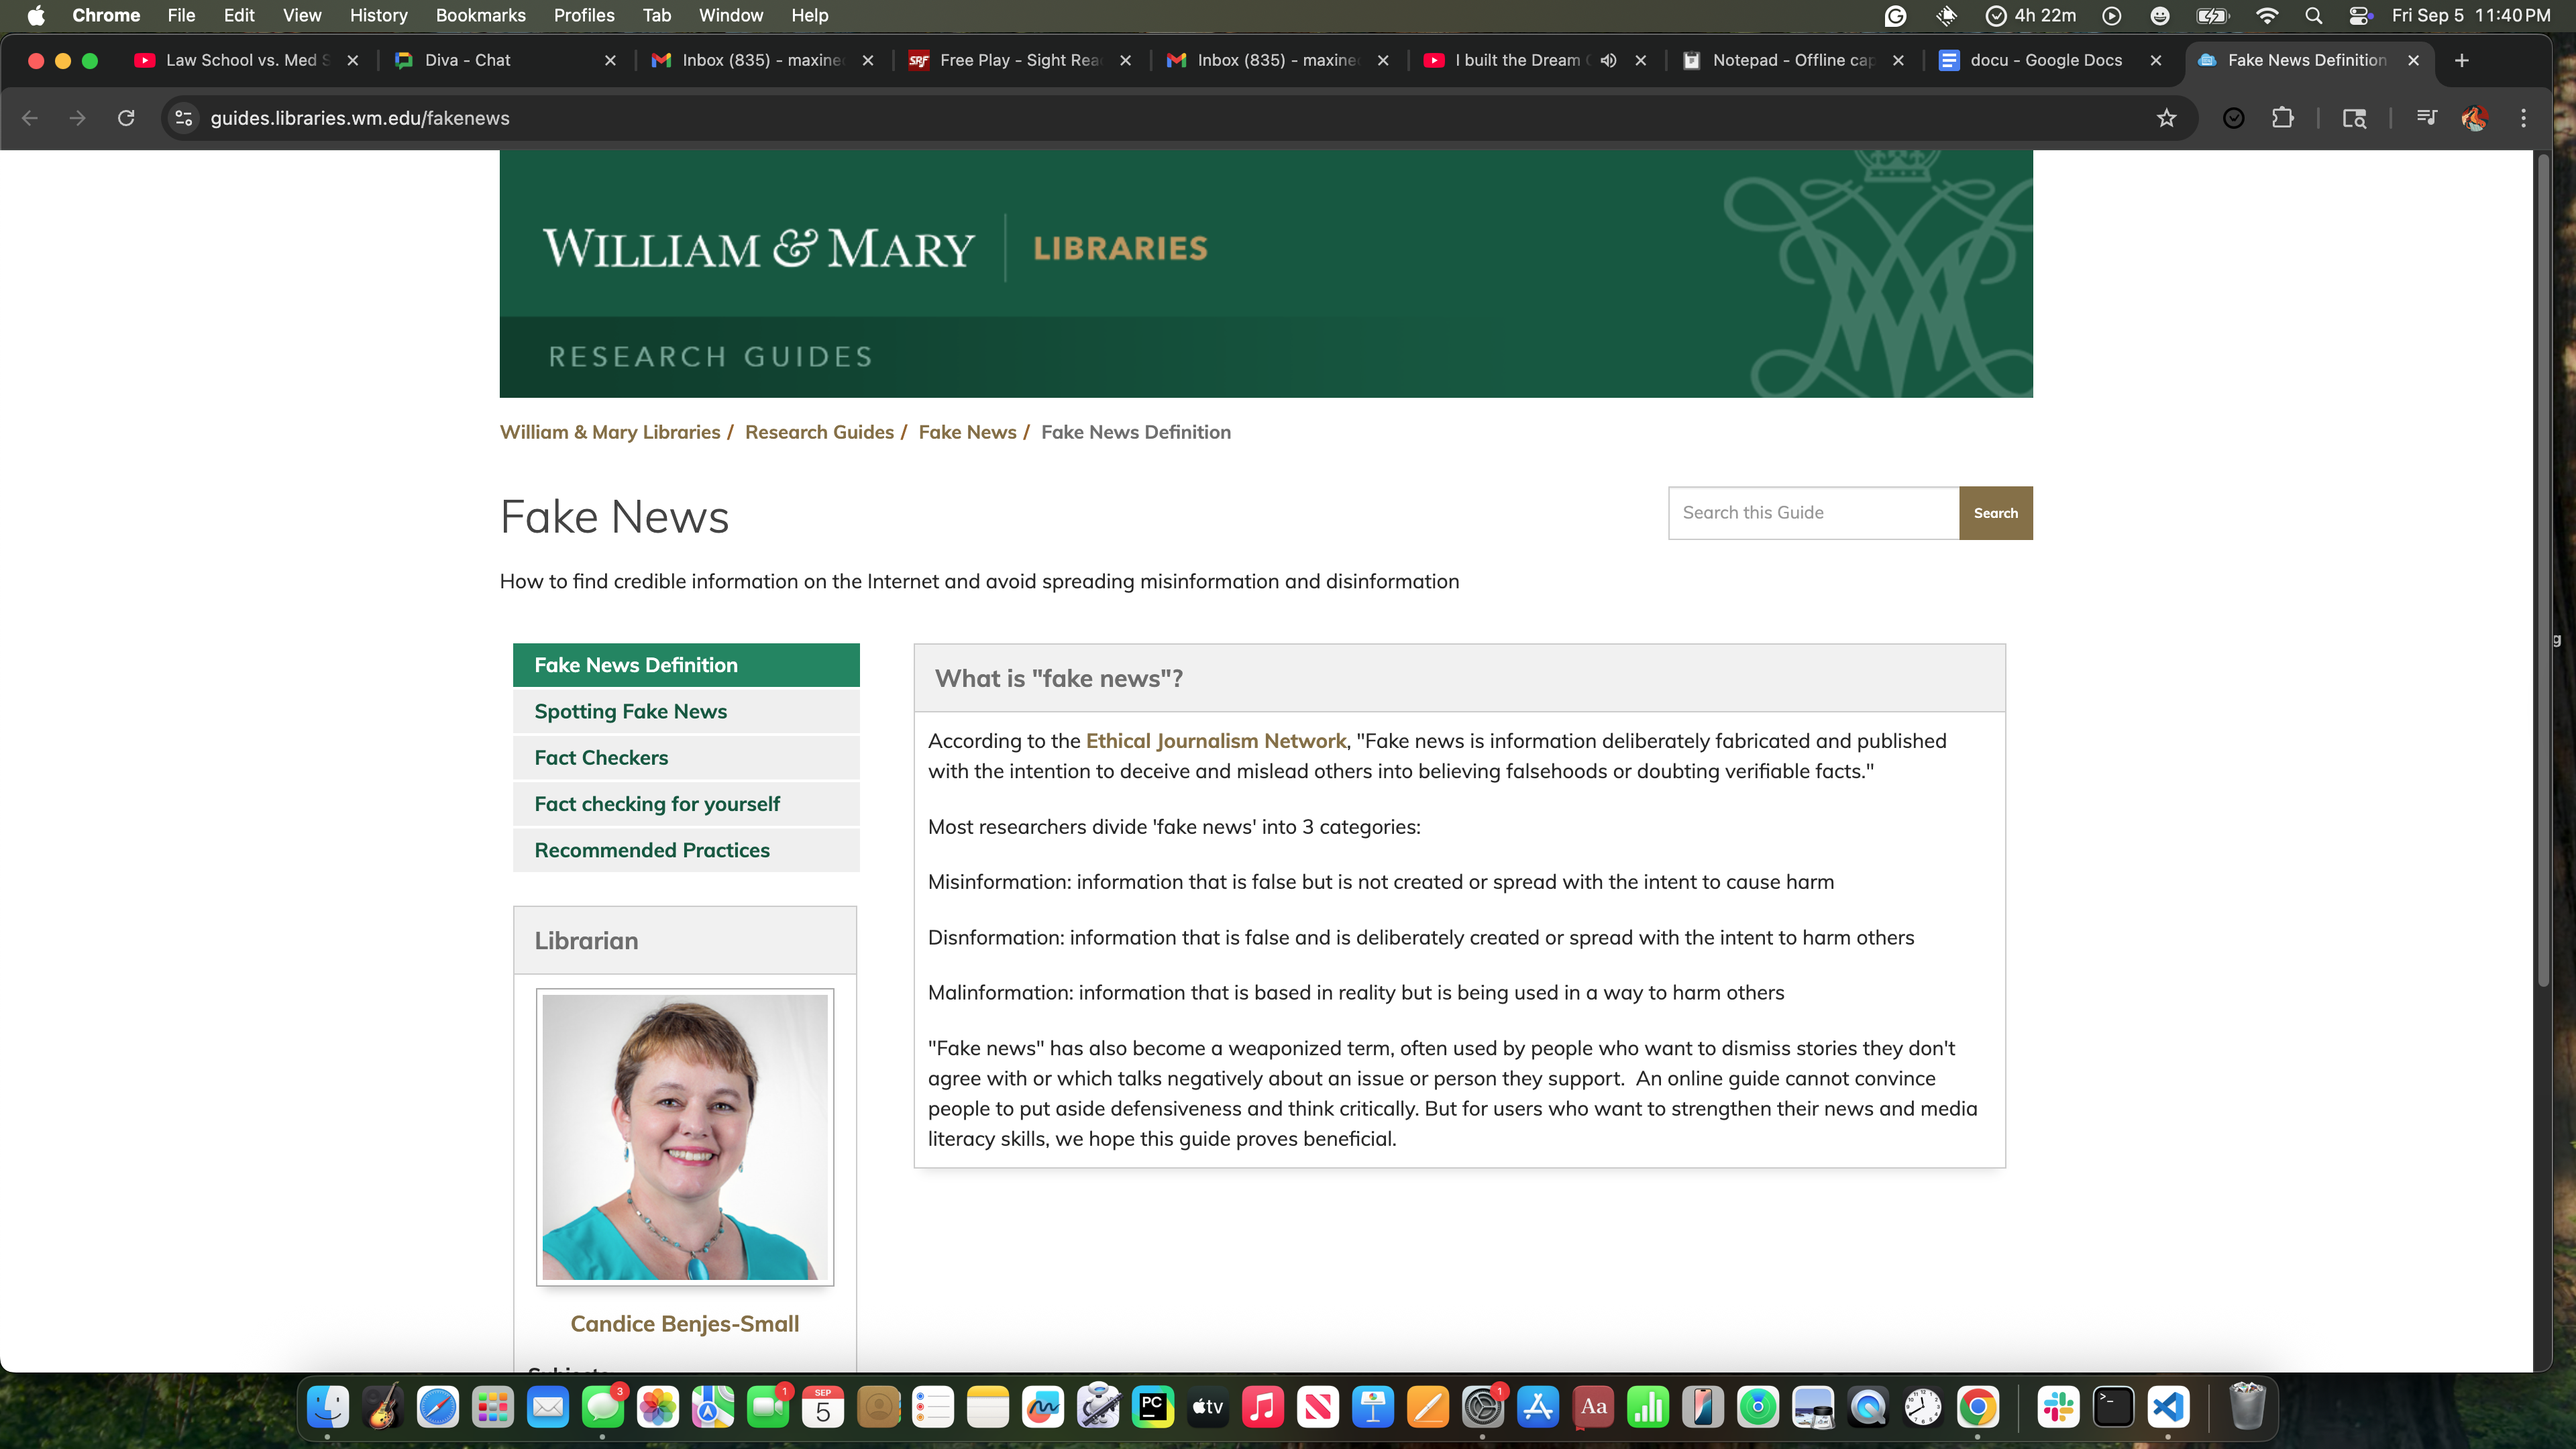 Chrome File Edit View History Bookmarks Profiles Tab Window Help 4h 22m Fri Sep 5 11:40 PM
Law School vs. Med S Diva - Chat Inbox (835) - maxine Free Play - Sight Rea Inbox (835) - maxine I built the Dream Notepad - Offline cap docu - Google Docs Fake News Definition
guides.libraries.wm.edu/fakenews
WILLIAM & MARY LIBRARIES
RESEARCH GUIDES
William & Mary Libraries / Research Guides / Fake News / Fake News Definition
Fake News
Search this Guide Search
How to find credible information on the Internet and avoid spreading misinformation and disinformation
Fake News Definition
Spotting Fake News
Fact Checkers
Fact checking for yourself
Recommended Practices
Librarian
Candice Benjes-Small
What is "fake news"?
According to the Ethical Journalism Network, "Fake news is information deliberately fabricated and published
with the intention to deceive and mislead others into believing falsehoods or doubting verifiable facts."
Most researchers divide 'fake news' into 3 categories:
Misinformation: information that is false but is not created or spread with the intent to cause harm
Disnformation: information that is false and is deliberately created or spread with the intent to harm others
Malinformation: information that is based in reality but is being used in a way to harm others
"Fake news" has also become a weaponized term, often used by people who want to dismiss stories they don't
agree with or which talks negatively about an issue or person they support. An online guide cannot convince
people to put aside defensiveness and think critically. But for users who want to strengthen their news and media
literacy skills, we hope this guide proves beneficial.
3 1 SEP 5 PC tv 1 Aa